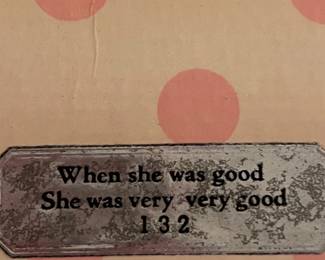 When she was good
She was very very good
1 3 2